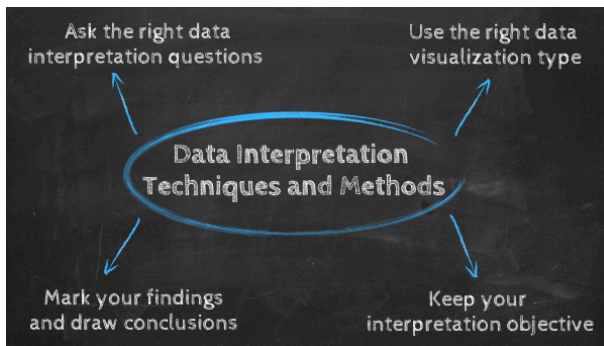 Ask the right data
interpretation questions
Use the right data
visualization type
Data Interpretation
Techniques and Methods
Mark your findings
and draw conclusions
Keep your
interpretation objective